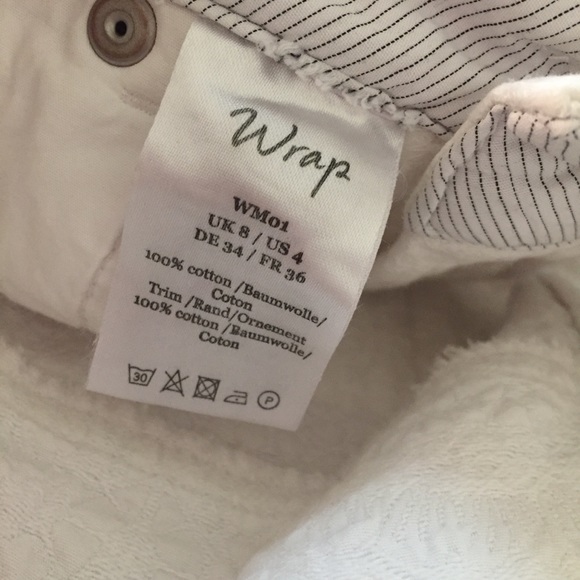 Wrap
WM01
UK 8 / US 4
DE 34 / FR 36
100% cotton /Baumwolle/
Coton
Trim /Rand/Ornement
100% cotton /Baumwolle/
Coton
30 P